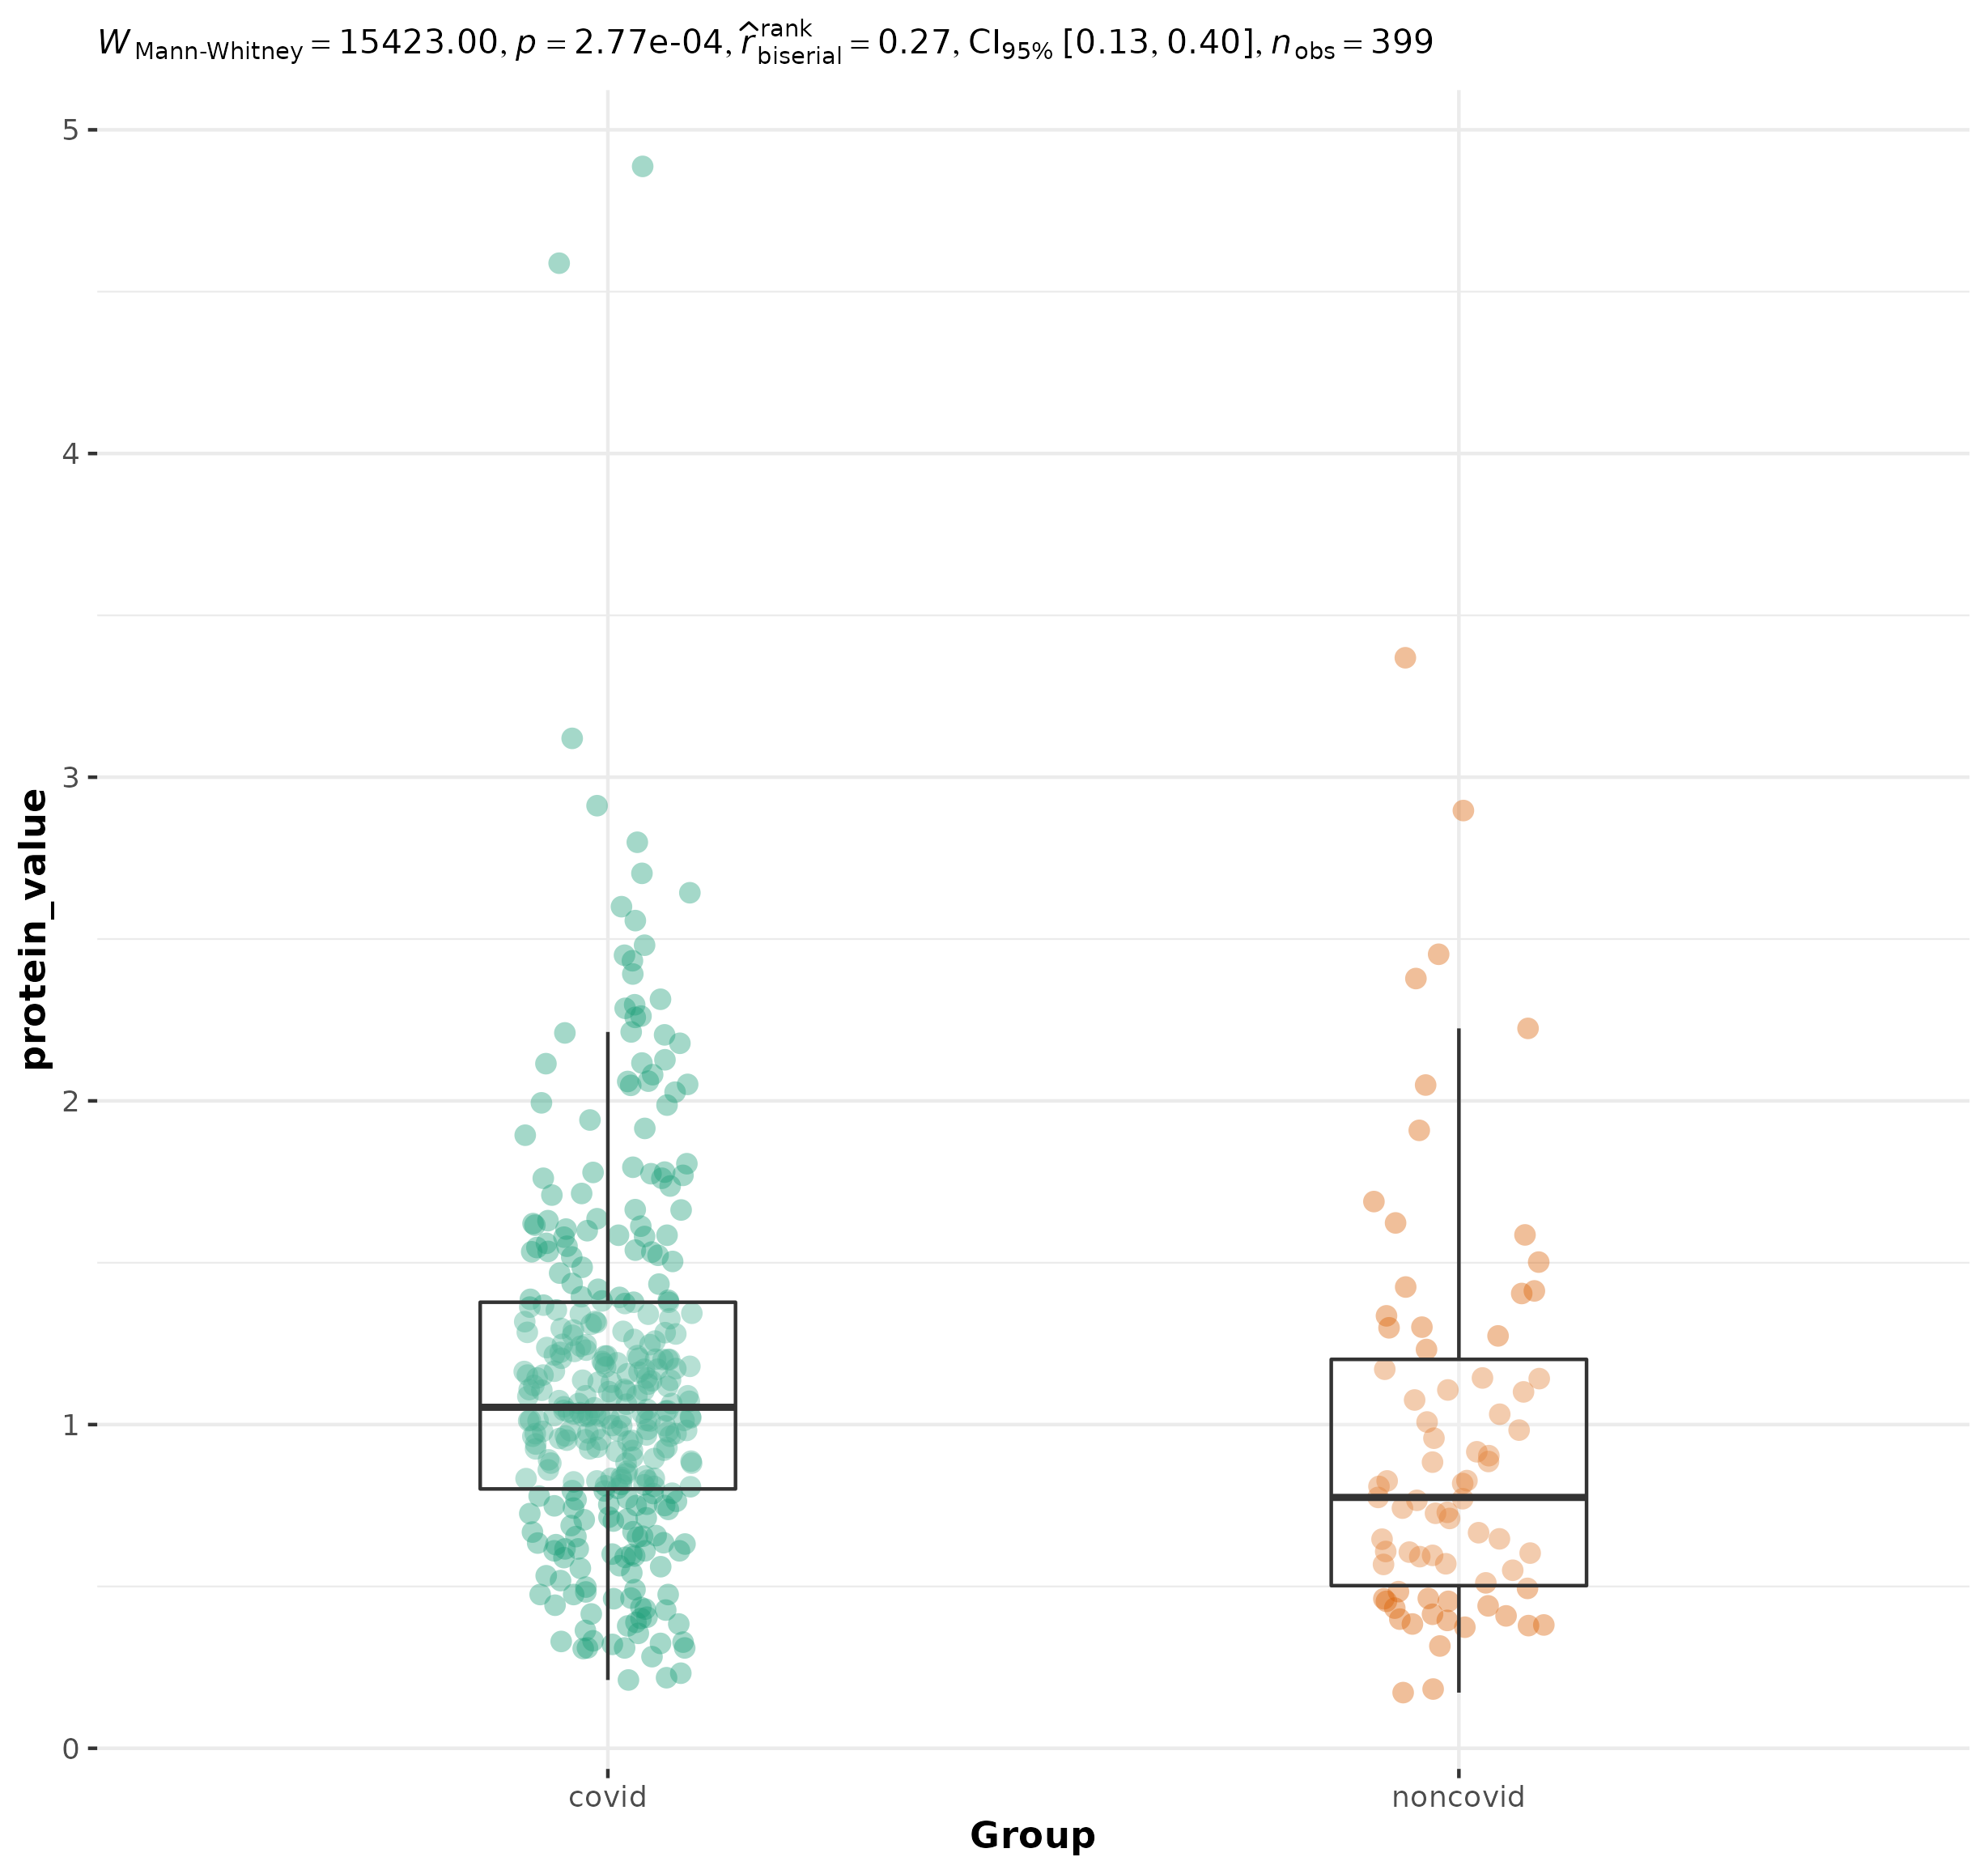 W Mann-Whitney = 15423.00, p = 2.77e-04, r̂ rank biserial = 0.27, CI95% [0.13, 0.40], n obs = 399
5
4
3
2
1
0
protein_value
covid noncovid
Group